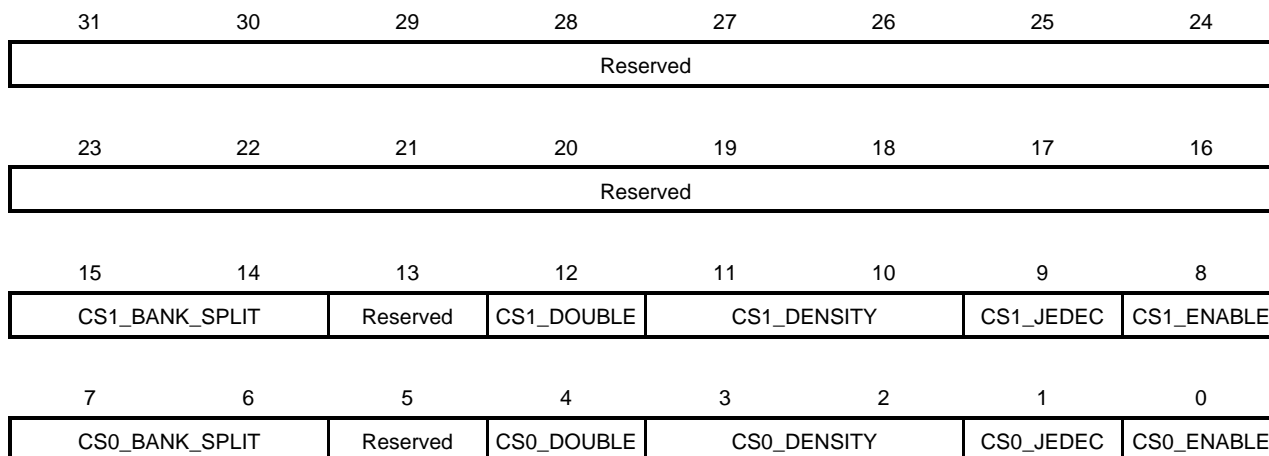 31 30 29 28 27 26 25 24
Reserved
23 22 21 20 19 18 17 16
Reserved
15 14 13 12 11 10 9 8
CS1_BANK_SPLIT Reserved CS1_DOUBLE CS1_DENSITY CS1_JEDEC CS1_ENABLE
7 6 5 4 3 2 1 0
CS0_BANK_SPLIT Reserved CS0_DOUBLE CS0_DENSITY CS0_JEDEC CS0_ENABLE